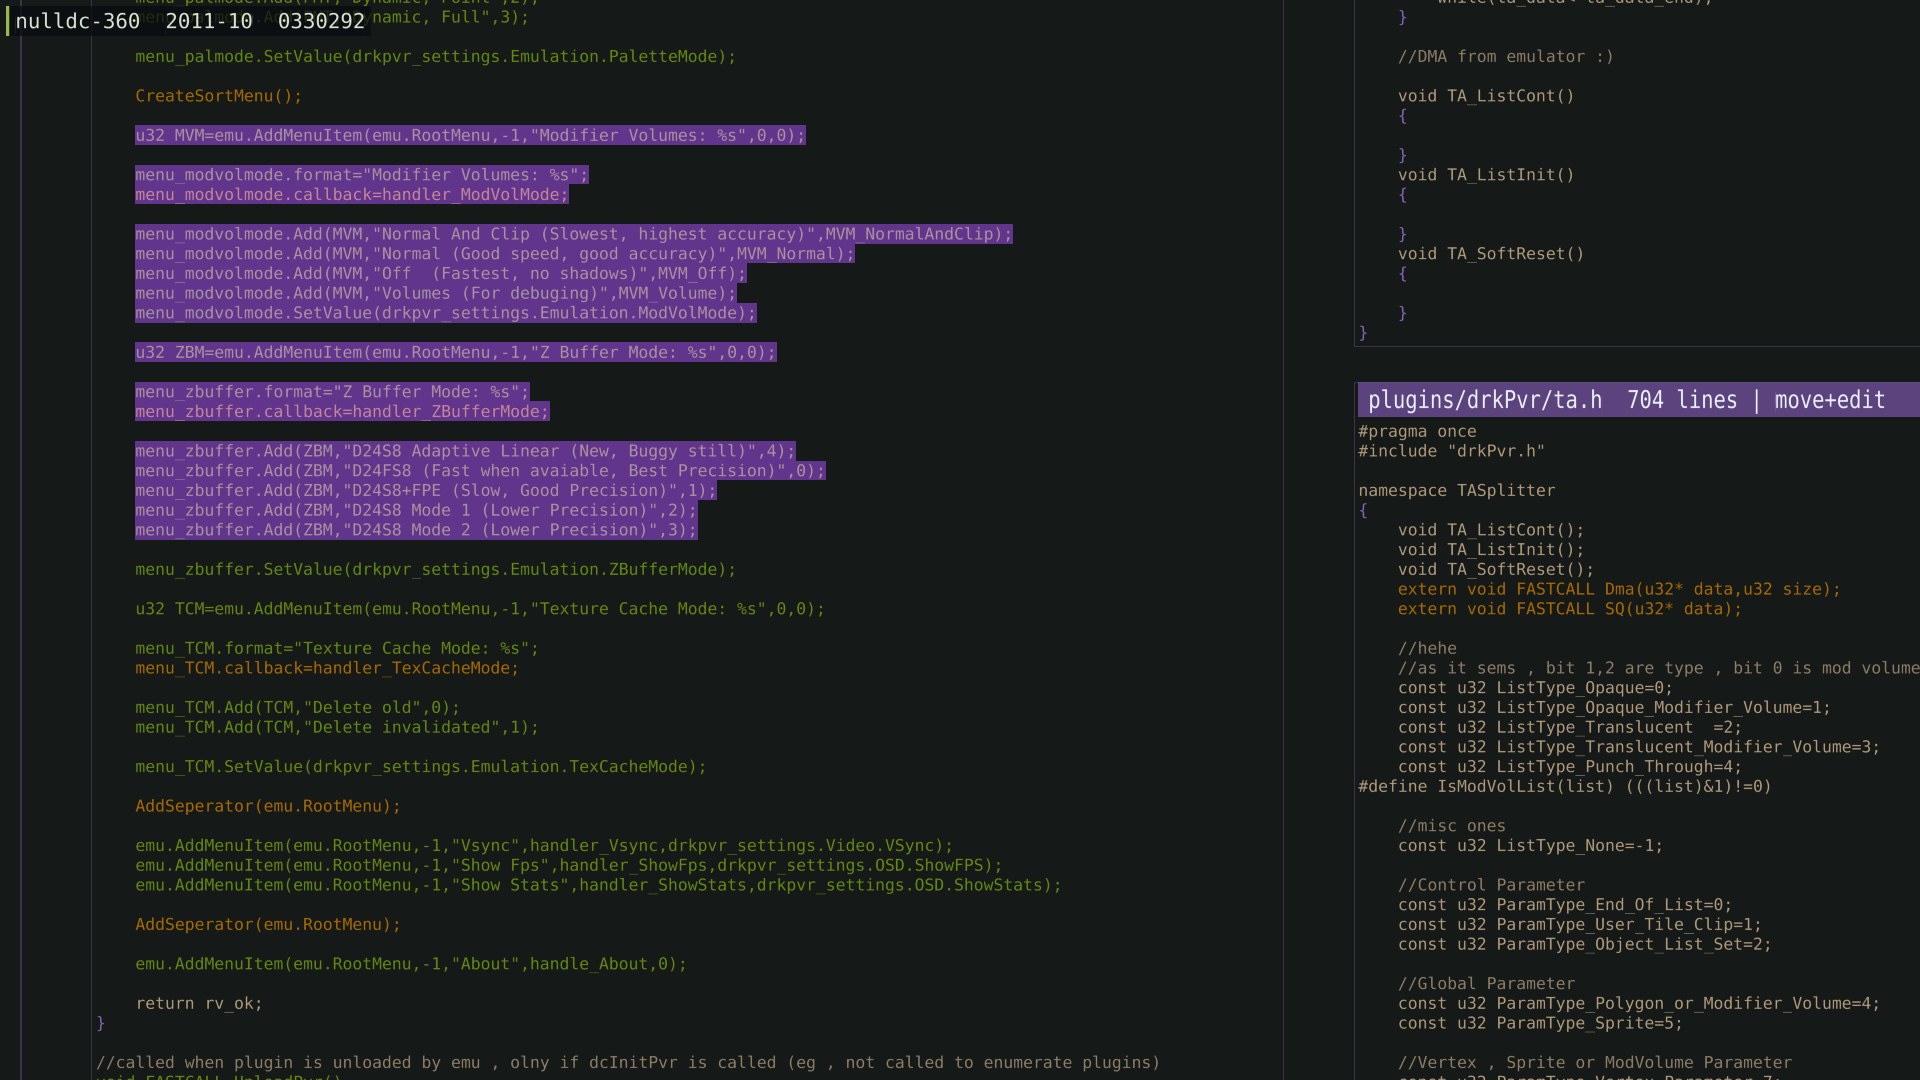 nulldc-360  2011-10  0330292
menu_palmode.SetValue(drkpvr_settings.Emulation.PaletteMode);
CreateSortMenu();
u32 MVM=emu.AddMenuItem(emu.RootMenu,-1,"Modifier Volumes: %s",0,0);
menu_modvolmode.format="Modifier Volumes: %s";
menu_modvolmode.callback=handler_ModVolMode;
menu_modvolmode.Add(MVM,"Normal And Clip (Slowest, highest accuracy)",MVM_NormalAndClip);
menu_modvolmode.Add(MVM,"Normal (Good speed, good accuracy)",MVM_Normal);
menu_modvolmode.Add(MVM,"Off  (Fastest, no shadows)",MVM_Off);
menu_modvolmode.Add(MVM,"Volumes (For debuging)",MVM_Volume);
menu_modvolmode.SetValue(drkpvr_settings.Emulation.ModVolMode);
u32 ZBM=emu.AddMenuItem(emu.RootMenu,-1,"Z Buffer Mode: %s",0,0);
menu_zbuffer.format="Z Buffer Mode: %s";
menu_zbuffer.callback=handler_ZBufferMode;
menu_zbuffer.Add(ZBM,"D24S8 Adaptive Linear (New, Buggy still)",4);
menu_zbuffer.Add(ZBM,"D24FS8 (Fast when avaiable, Best Precision)",0);
menu_zbuffer.Add(ZBM,"D24S8+FPE (Slow, Good Precision)",1);
menu_zbuffer.Add(ZBM,"D24S8 Mode 1 (Lower Precision)",2);
menu_zbuffer.Add(ZBM,"D24S8 Mode 2 (Lower Precision)",3);
menu_zbuffer.SetValue(drkpvr_settings.Emulation.ZBufferMode);
u32 TCM=emu.AddMenuItem(emu.RootMenu,-1,"Texture Cache Mode: %s",0,0);
menu_TCM.format="Texture Cache Mode: %s";
menu_TCM.callback=handler_TexCacheMode;
menu_TCM.Add(TCM,"Delete old",0);
menu_TCM.Add(TCM,"Delete invalidated",1);
menu_TCM.SetValue(drkpvr_settings.Emulation.TexCacheMode);
AddSeperator(emu.RootMenu);
emu.AddMenuItem(emu.RootMenu,-1,"Vsync",handler_Vsync,drkpvr_settings.Video.VSync);
emu.AddMenuItem(emu.RootMenu,-1,"Show Fps",handler_ShowFps,drkpvr_settings.OSD.ShowFPS);
emu.AddMenuItem(emu.RootMenu,-1,"Show Stats",handler_ShowStats,drkpvr_settings.OSD.ShowStats);
AddSeperator(emu.RootMenu);
emu.AddMenuItem(emu.RootMenu,-1,"About",handle_About,0);
return rv_ok;
}
//called when plugin is unloaded by emu , olny if dcInitPvr is called (eg , not called to enumerate plugins)
}
//DMA from emulator :)
void TA_ListCont()
{
}
void TA_ListInit()
{
}
void TA_SoftReset()
{
}
}
plugins/drkPvr/ta.h  704 lines | move+edit
#pragma once
#include "drkPvr.h"
namespace TASplitter
{
void TA_ListCont();
void TA_ListInit();
void TA_SoftReset();
extern void FASTCALL Dma(u32* data,u32 size);
extern void FASTCALL SQ(u32* data);
//hehe
//as it sems , bit 1,2 are type , bit 0 is mod volume
const u32 ListType_Opaque=0;
const u32 ListType_Opaque_Modifier_Volume=1;
const u32 ListType_Translucent  =2;
const u32 ListType_Translucent_Modifier_Volume=3;
const u32 ListType_Punch_Through=4;
#define IsModVolList(list) (((list)&1)!=0)
//misc ones
const u32 ListType_None=-1;
//Control Parameter
const u32 ParamType_End_Of_List=0;
const u32 ParamType_User_Tile_Clip=1;
const u32 ParamType_Object_List_Set=2;
//Global Parameter
const u32 ParamType_Polygon_or_Modifier_Volume=4;
const u32 ParamType_Sprite=5;
//Vertex , Sprite or ModVolume Parameter